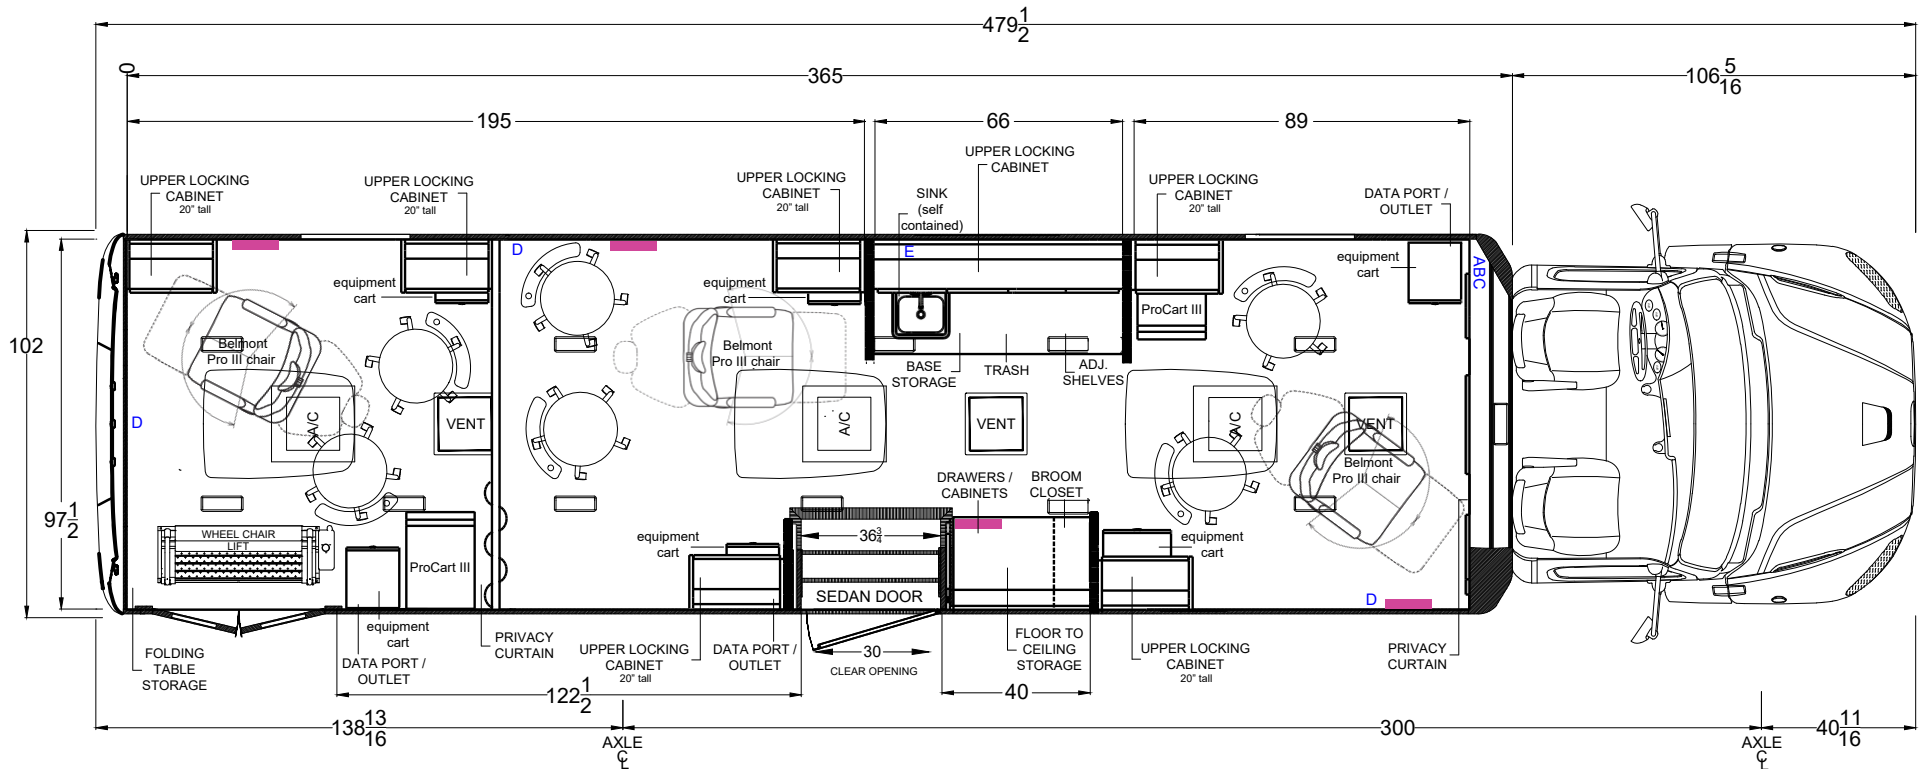 479 1/2
0
365
106 5/16
195
66
89
UPPER LOCKING
CABINET
20" tall
UPPER LOCKING
CABINET
20" tall
UPPER LOCKING
CABINET
20" tall
SINK
(self
contained)
UPPER LOCKING
CABINET
UPPER LOCKING
CABINET
20" tall
DATA PORT /
OUTLET
D
E
ABC
equipment
cart
equipment
cart
equipment
cart
ProCart III
102
Belmont
Pro III chair
Belmont
Pro III chair
BASE
STORAGE
TRASH
ADJ.
SHELVES
D
A/C
VENT
A/C
VENT
A/C
VENT
Belmont
Pro III chair
DRAWERS /
CABINETS
BROOM
CLOSET
97 1/2
WHEEL CHAIR
LIFT
ProCart III
equipment
cart
36 3/4
equipment
cart
SEDAN DOOR
D
equipment
cart
FOLDING
TABLE
STORAGE
DATA PORT /
OUTLET
PRIVACY
CURTAIN
UPPER LOCKING
CABINET
20" tall
DATA PORT /
OUTLET
30
CLEAR OPENING
FLOOR TO
CEILING
STORAGE
UPPER LOCKING
CABINET
20" tall
PRIVACY
CURTAIN
122 1/2
40
138 13/16
300
40 11/16
AXLE
CL
AXLE
CL